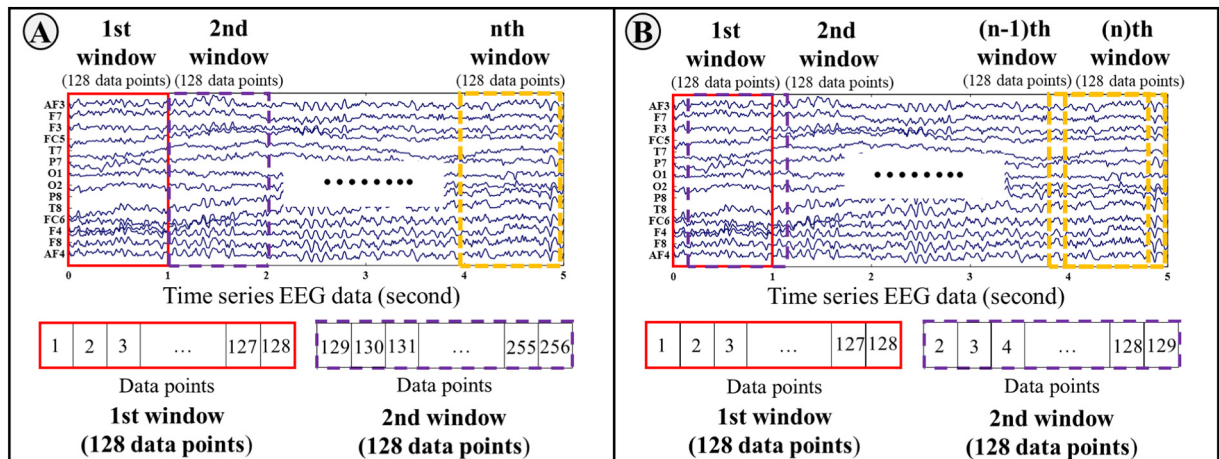 A
1st window (128 data points)
2nd window (128 data points)
nth window (128 data points)
AF3
F7
F3
FC5
T7
P7
O1
O2
P8
T8
FC6
F4
F8
AF4
0 1 2 3 4 5
Time series EEG data (second)
1 2 3 ... 127 128
129 130 131 ... 255 256
Data points
Data points
1st window
(128 data points)
2nd window
(128 data points)
B
1st window (128 data points)
2nd window (128 data points)
(n-1)th window (128 data points)
(n)th window (128 data points)
AF3
F7
F3
FC5
T7
P7
O1
O2
P8
T8
FC6
F4
F8
AF4
0 1 2 3 4 5
Time series EEG data (second)
1 2 3 ... 127 128
2 3 4 ... 128 129
Data points
Data points
1st window
(128 data points)
2nd window
(128 data points)